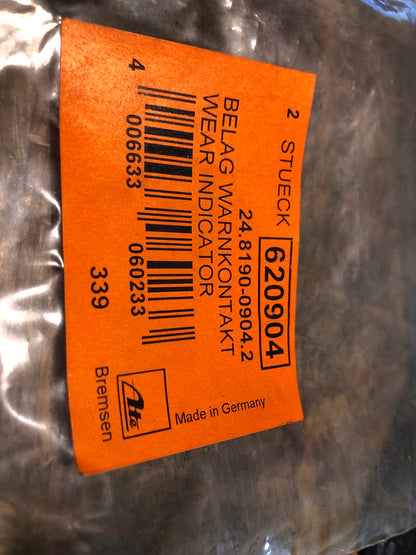 2 STUECK 620904
24.8190-0904.2
BELAG WARNKONTAKT
WEAR INDICATOR
4 006633 060233
339
Made in Germany
Ate
Bremsen